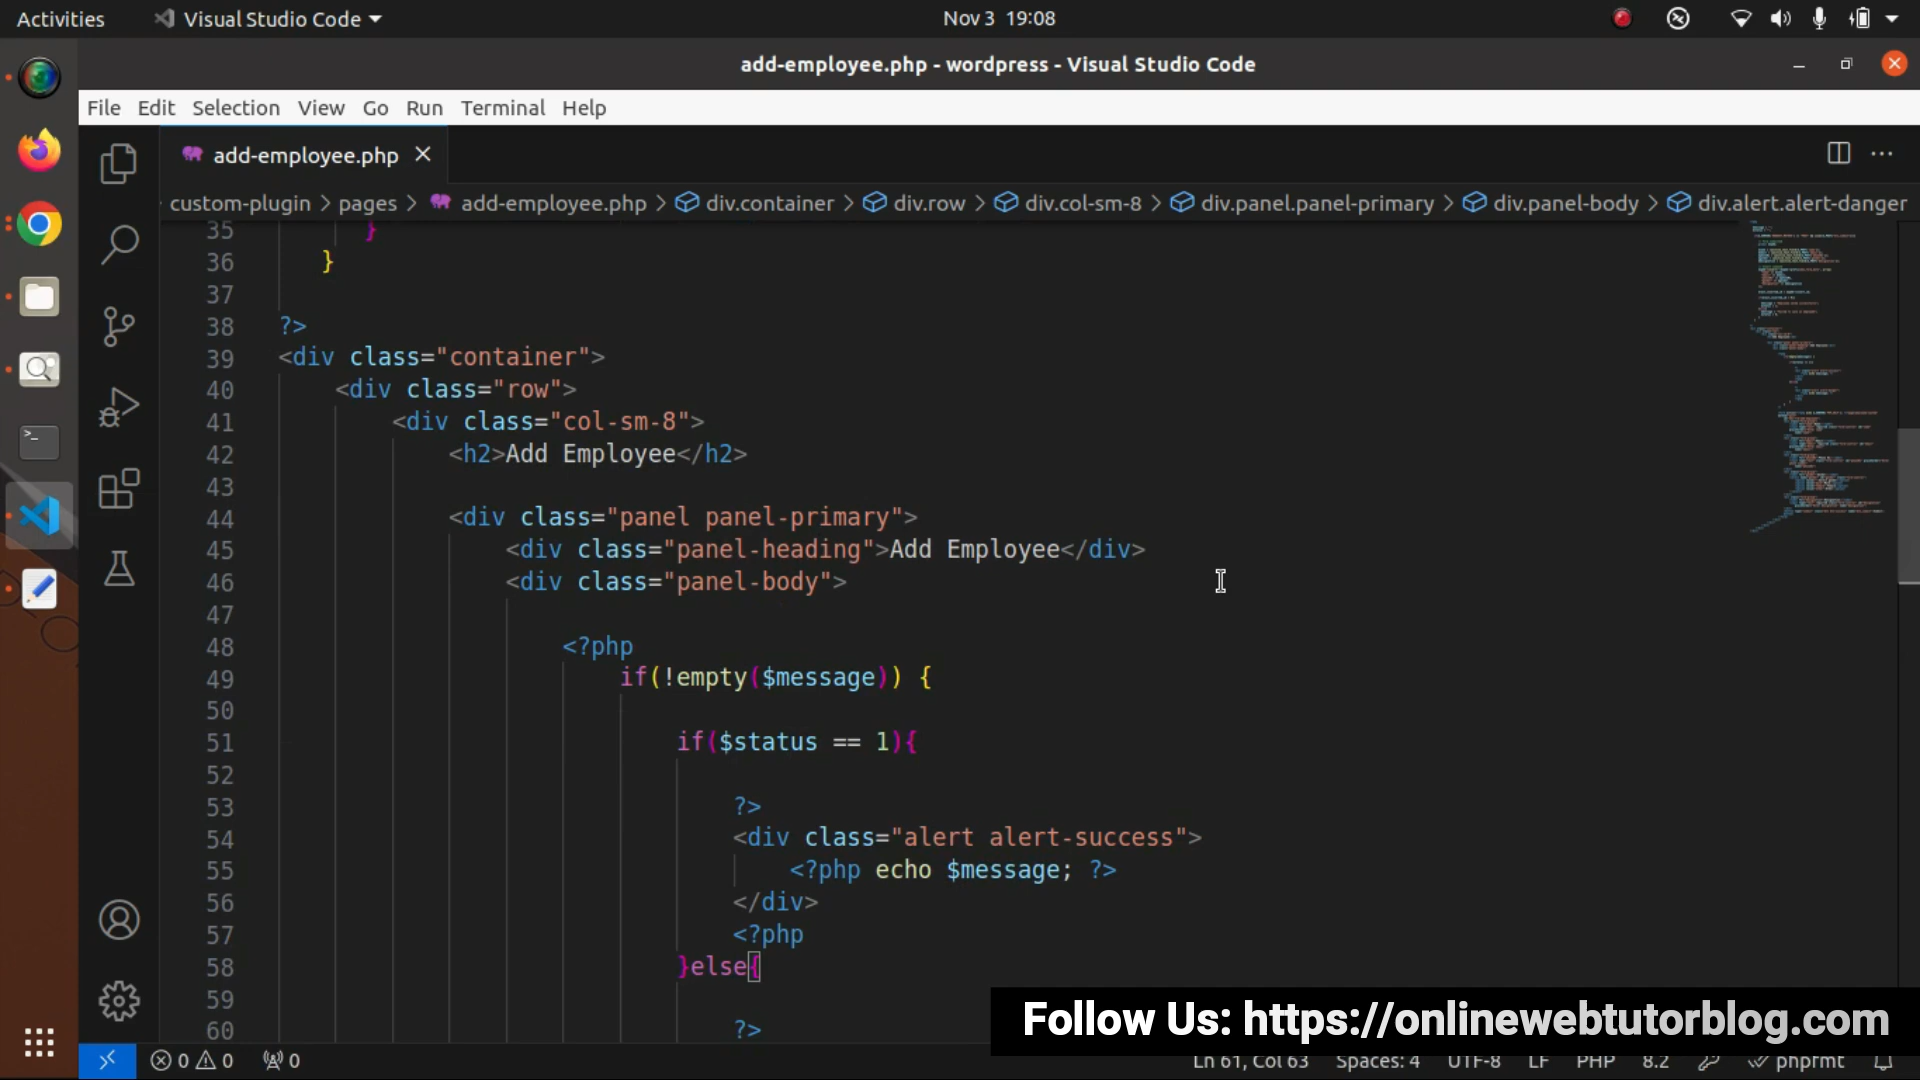 Activities Visual Studio Code Nov 3 19:08
add-employee.php - wordpress - Visual Studio Code
File Edit Selection View Go Run Terminal Help
add-employee.php
custom-plugin > pages > add-employee.php > div.container > div.row > div.col-sm-8 > div.panel.panel-primary > div.panel-body > div.alert.alert-danger
35 }
36 }
37
38 ?>
39 <div class="container">
40 <div class="row">
41 <div class="col-sm-8">
42 <h2>Add Employee</h2>
43
44 <div class="panel panel-primary">
45 <div class="panel-heading">Add Employee</div>
46 <div class="panel-body">
47
48 <?php
49 if(!empty($message)) {
50
51 if($status == 1){
52
53 ?>
54 <div class="alert alert-success">
55 <?php echo $message; ?>
56 </div>
57 <?php
58 }else{
59
60 ?>
Follow Us: https://onlinewebtutorblog.com
0 0 0 Ln 61, Col 63 Spaces: 4 UTF-8 LF PHP 8.2 phpfmt